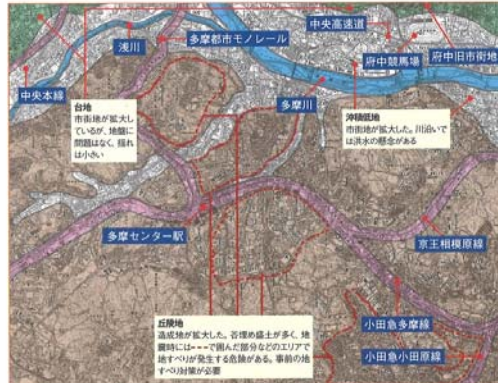 中央高速道
浅川
多摩都市モノレール
府中競馬場
府中旧市街地
中央本線
台地
市街地が拡大し
ているが、地盤に
問題はなく、揺れ
は小さい
多摩川
沖積低地
市街地が拡大した。川沿いで
は洪水の懸念がある
多摩センター駅
京王相模原線
丘陵地
造成地が拡大した。谷埋め盛土が多く、地
震時には---で囲んだ部分などのエリアで
地すべりが発生する危険がある。事前の地
すべり対策が必要
小田急多摩線
小田急小田原線